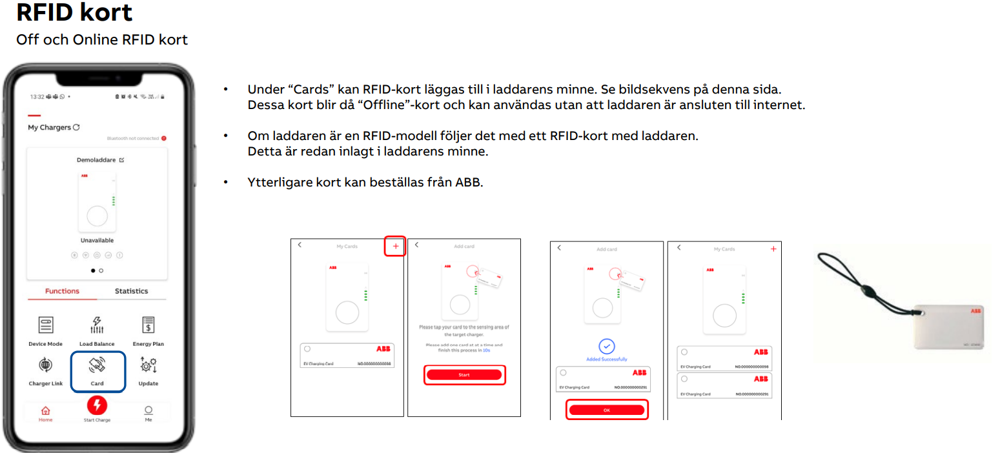 RFID kort
Off och Online RFID kort
13:32
My Chargers
Bluetooth not connected
Demoladdare
ABB
Unavailable
Functions
Statistics
Device Mode
Load Balance
Energy Plan
Charger Link
Card
Update
Home
Start Charge
Me
• Under “Cards” kan RFID-kort läggas till i laddarens minne. Se bildsekvens på denna sida.
Dessa kort blir då “Offline”-kort och kan användas utan att laddaren är ansluten till internet.
• Om laddaren är en RFID-modell följer det med ett RFID-kort med laddaren.
Detta är redan inlagt i laddarens minne.
• Ytterligare kort kan beställas från ABB.
My Cards
ABB
ABB
EV Charging Card NO.000000000098
Add card
ABB
ABB
Please tap your card to the sensing area of
the target charger.
Please add one card at at a time and
finish this process in 10s
Start
Add card
ABB
ABB
Added Successfully
ABB
EV Charging Card NO.000000000291
OK
My Cards
ABB
ABB
EV Charging Card NO.000000000098
ABB
EV Charging Card NO.000000000291
ABB